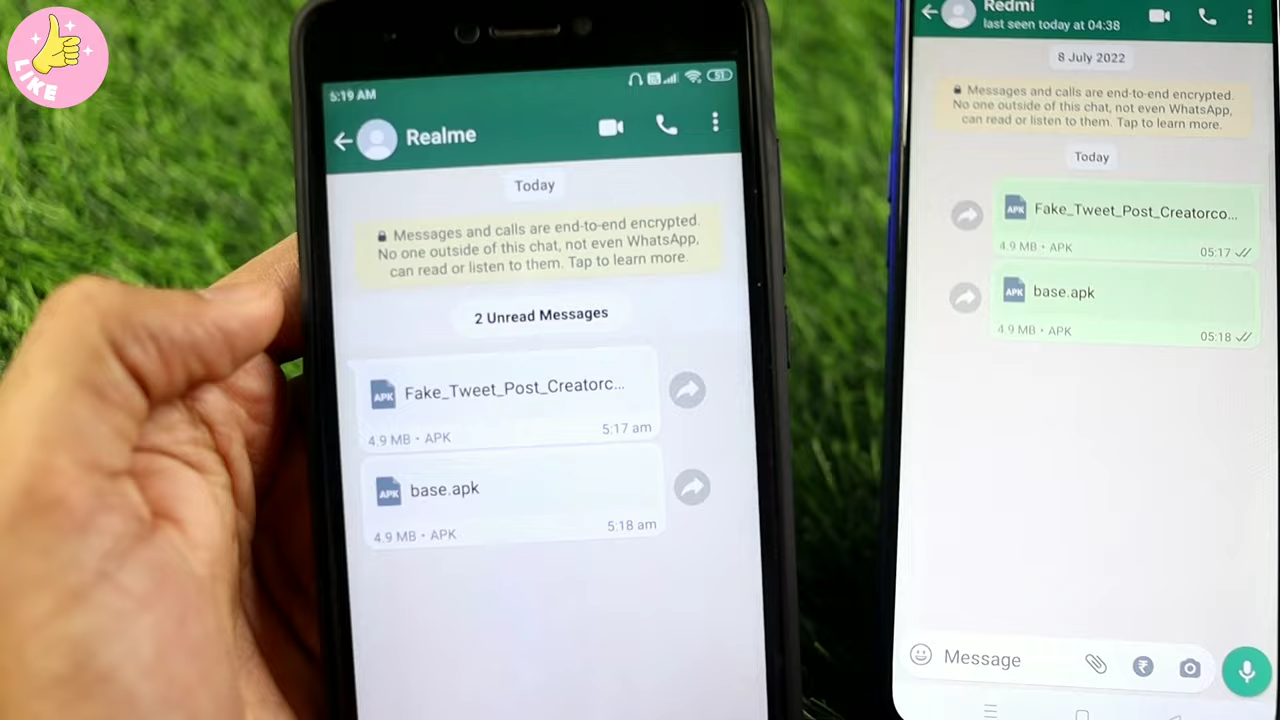 LIKE
5:19 AM
51
Realme
Today
Messages and calls are end-to-end encrypted.
No one outside of this chat, not even WhatsApp,
can read or listen to them. Tap to learn more.
2 Unread Messages
APK
Fake_Tweet_Post_Creatorc...
4.9 MB • APK
5:17 am
APK
base.apk
4.9 MB • APK
5:18 am
Redmi
last seen today at 04:38
8 July 2022
Messages and calls are end-to-end encrypted.
No one outside of this chat, not even WhatsApp,
can read or listen to them. Tap to learn more.
Today
APK
Fake_Tweet_Post_Creatorco...
4.9 MB • APK
05:17
APK
base.apk
4.9 MB • APK
05:18
Message
₹